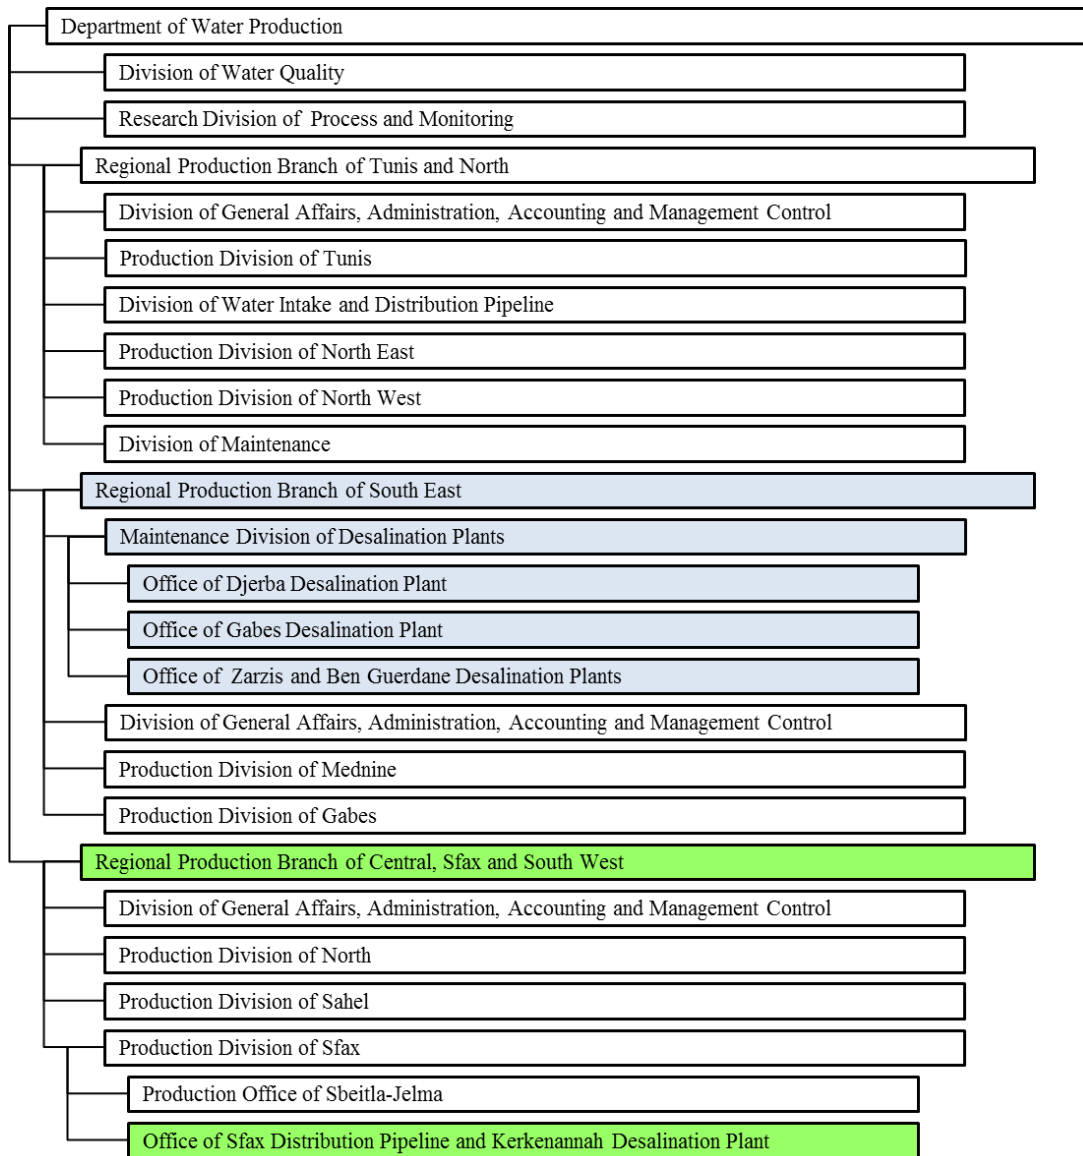 Department of Water Production
Division of Water Quality
Research Division of Process and Monitoring
Regional Production Branch of Tunis and North
Division of General Affairs, Administration, Accounting and Management Control
Production Division of Tunis
Division of Water Intake and Distribution Pipeline
Production Division of North East
Production Division of North West
Division of Maintenance
Regional Production Branch of South East
Maintenance Division of Desalination Plants
Office of Djerba Desalination Plant
Office of Gabes Desalination Plant
Office of Zarzis and Ben Guerdane Desalination Plants
Division of General Affairs, Administration, Accounting and Management Control
Production Division of Mednine
Production Division of Gabes
Regional Production Branch of Central, Sfax and South West
Division of General Affairs, Administration, Accounting and Management Control
Production Division of North
Production Division of Sahel
Production Division of Sfax
Production Office of Sbeitla-Jelma
Office of Sfax Distribution Pipeline and Kerkenannah Desalination Plant